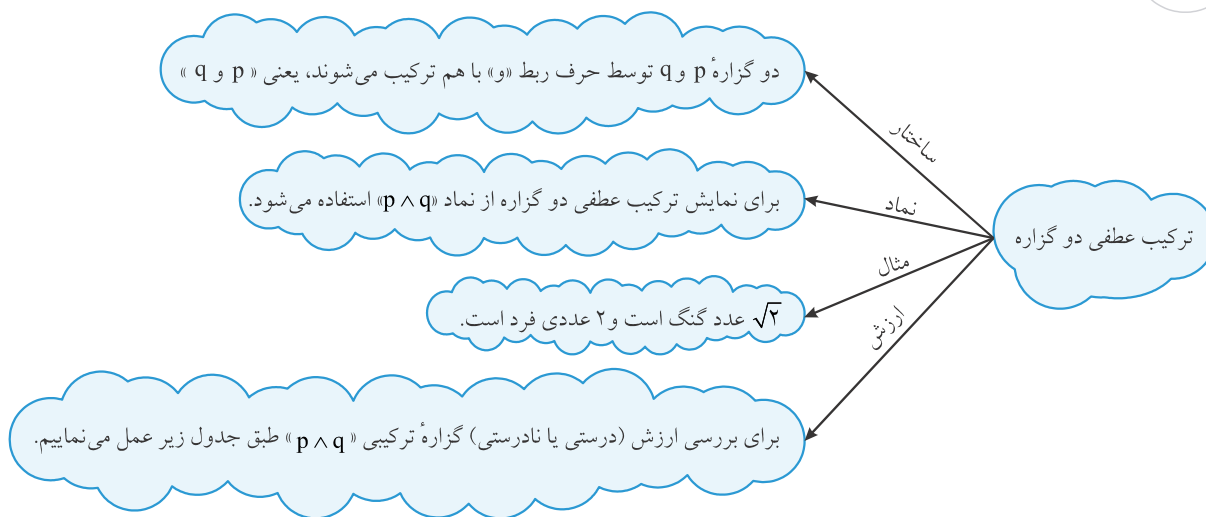 ترکیب عطفی دو گزاره
ساختار
دو گزارهٔ p و q توسط حرف ربط «و» با هم ترکیب می‌شوند، یعنی « p و q »
نماد
برای نمایش ترکیب عطفی دو گزاره از نماد «p ∧ q» استفاده می‌شود.
مثال
√۲ عدد گنگ است و ۲ عددی فرد است.
ارزش
برای بررسی ارزش (درستی یا نادرستی) گزارهٔ ترکیبی « p ∧ q » طبق جدول زیر عمل می‌نماییم.